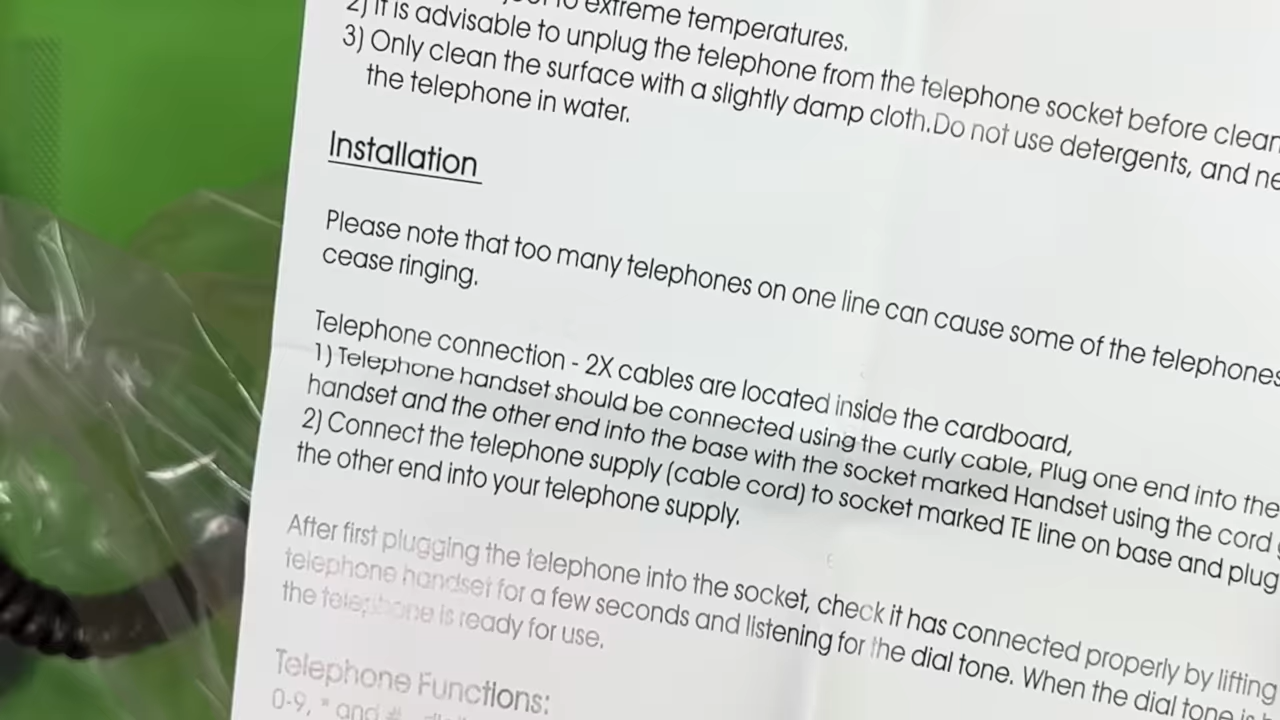 to extreme temperatures.
2) It is advisable to unplug the telephone from the telephone socket before clean
3) Only clean the surface with a slightly damp cloth.Do not use detergents, and ne
the telephone in water.
Installation
Please note that too many telephones on one line can cause some of the telephones
cease ringing.
Telephone connection - 2X cables are located inside the cardboard,
1) Telephone handset should be connected using the curly cable, Plug one end into the
handset and the other end into the base with the socket marked Handset using the cord
2) Connect the telephone supply (cable cord) to socket marked TE line on base and plug
the other end into your telephone supply.
After first plugging the telephone into the socket, check it has connected properly by lifting
telephone handset for a few seconds and listening for the dial tone. When the dial tone is
the telephone is ready for use.
Telephone Functions:
0-9, * and #